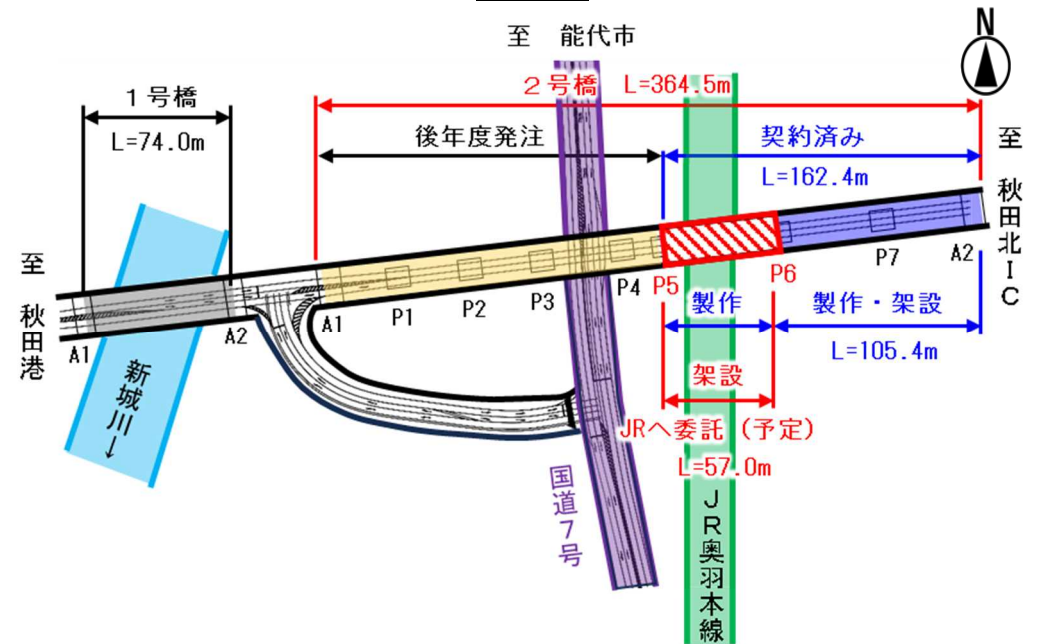 N
至 能代市
2号橋 L=364.5m
1号橋
L=74.0m
後年度発注
契約済み
L=162.4m
至 秋田北IC
至 秋田港
A1
A2
A1
P1
P2
P3
P4
P5
P6
P7
A2
製作
製作・架設
L=105.4m
架設
JRへ委託(予定)
L=57.0m
新城川→
国道7号
JR奥羽本線